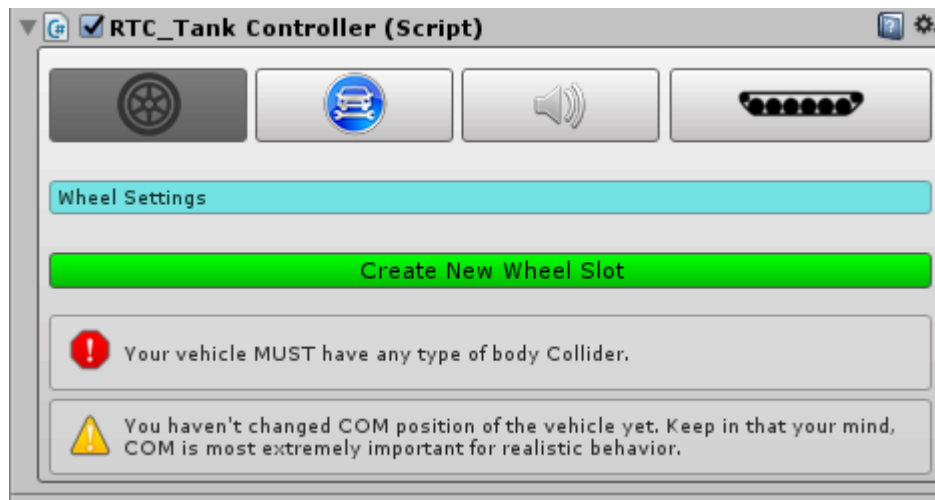 RTC_Tank Controller (Script)
Wheel Settings
Create New Wheel Slot
Your vehicle MUST have any type of body Collider.
You haven't changed COM position of the vehicle yet. Keep in that your mind,
COM is most extremely important for realistic behavior.